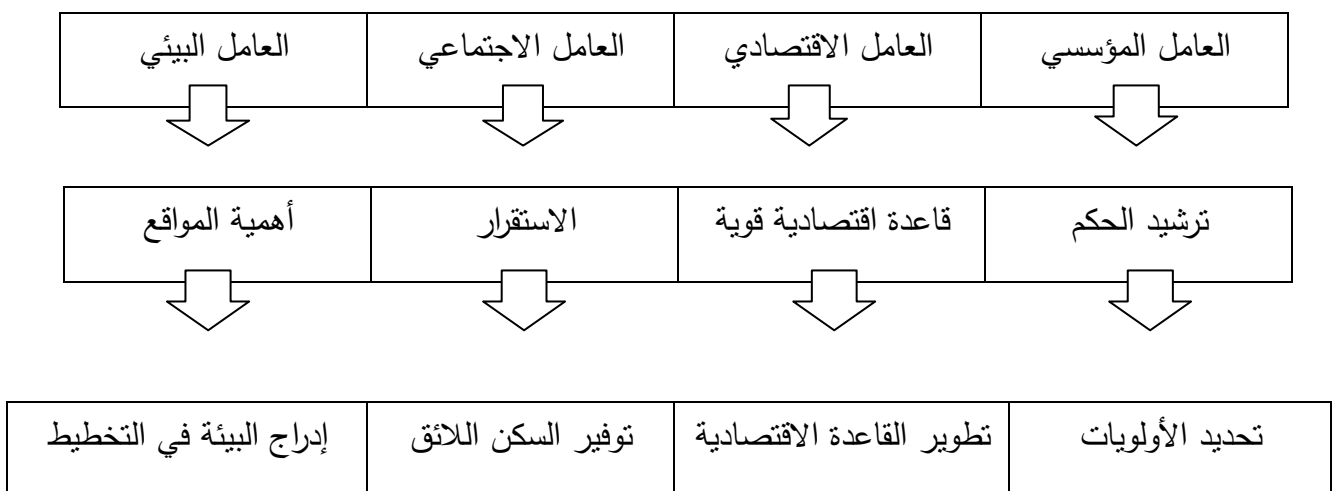 العامل المؤسسي
العامل الاقتصادي
العامل الاجتماعي
العامل البيئي
ترشيد الحكم
قاعدة اقتصادية قوية
الاستقرار
أهمية المواقع
تحديد الأولويات
تطوير القاعدة الاقتصادية
توفير السكن اللائق
إدراج البيئة في التخطيط